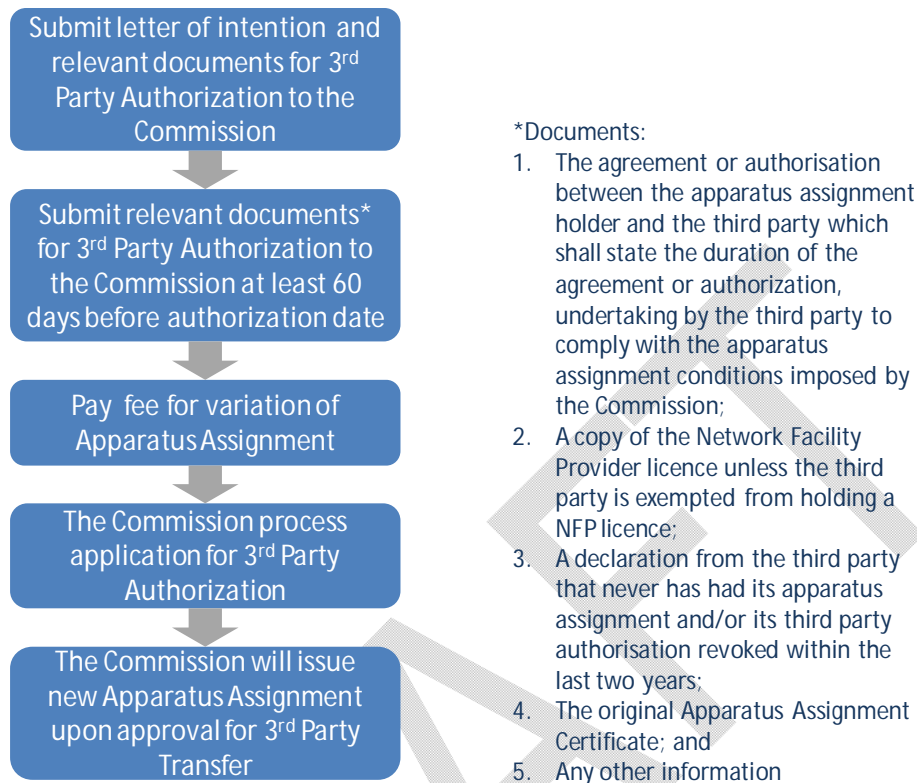 Submit letter of intention and
relevant documents for 3rd
Party Authorization to the
Commission
Submit relevant documents*
for 3rd Party Authorization to
the Commission at least 60
days before authorization date
Pay fee for variation of
Apparatus Assignment
The Commission process
application for 3rd Party
Authorization
The Commission will issue
new Apparatus Assignment
upon approval for 3rd Party
Transfer
*Documents:
1. The agreement or authorisation
between the apparatus assignment
holder and the third party which
shall state the duration of the
agreement or authorization,
undertaking by the third party to
comply with the apparatus
assignment conditions imposed by
the Commission;
2. A copy of the Network Facility
Provider licence unless the third
party is exempted from holding a
NFP licence;
3. A declaration from the third party
that never has had its apparatus
assignment and/or its third party
authorisation revoked within the
last two years;
4. The original Apparatus Assignment
Certificate; and
5. Any other information